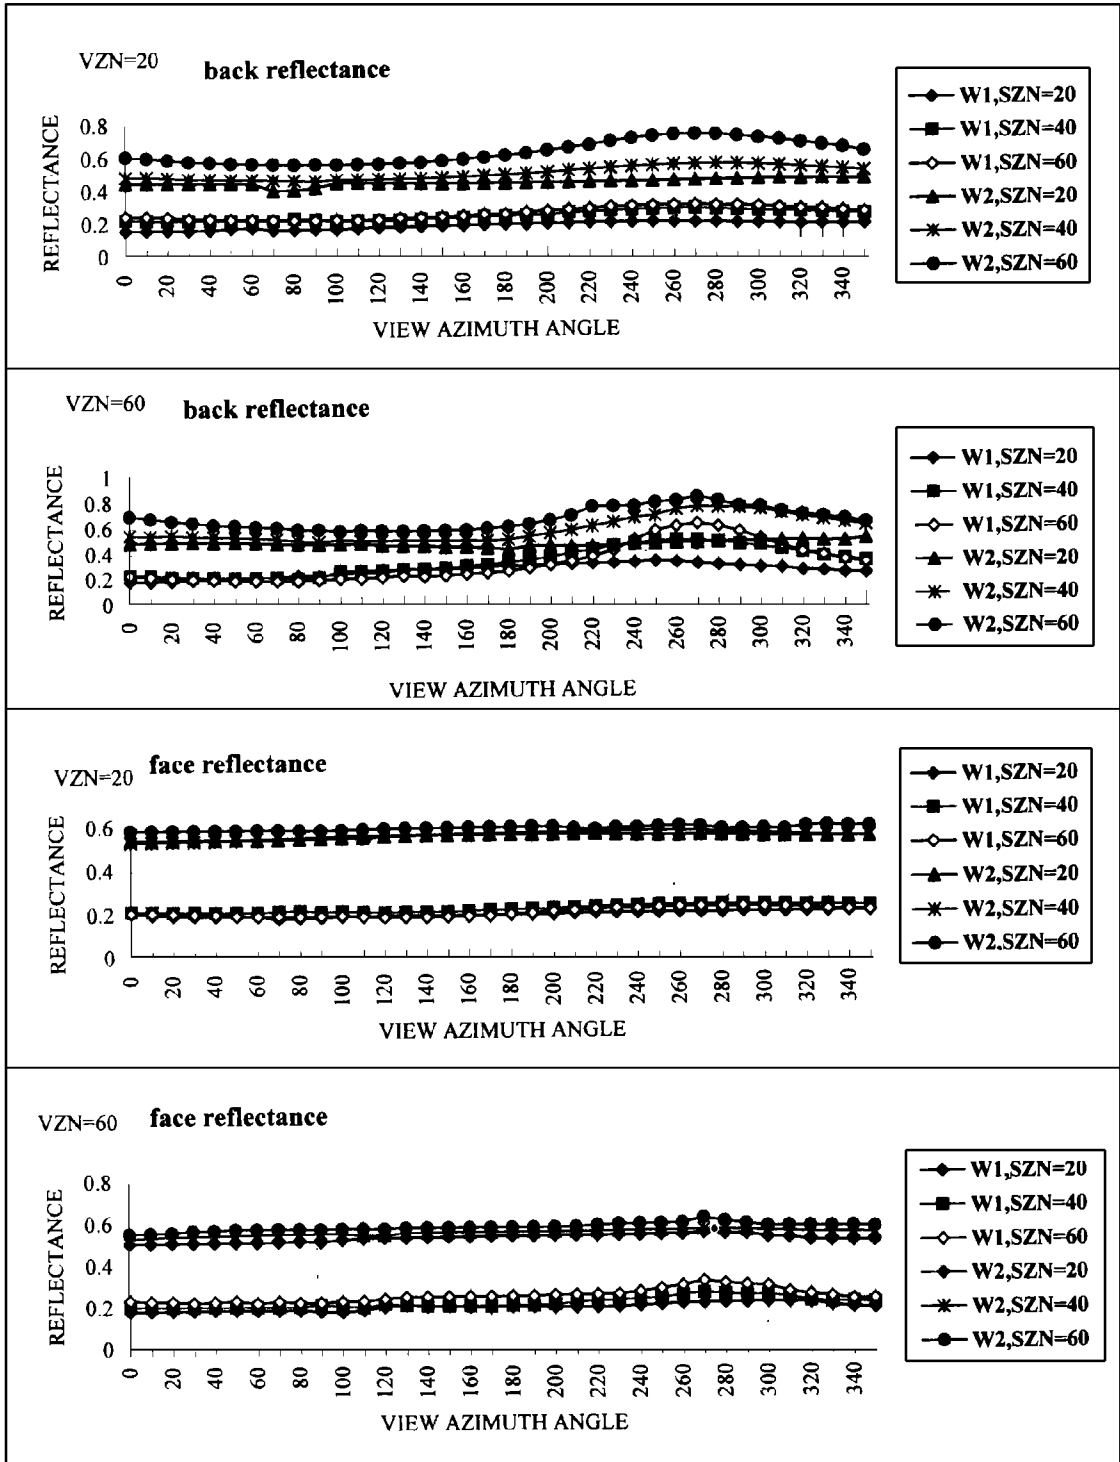 VZN=20 back reflectance
REFLECTANCE
0.8
0.6
0.4
0.2
0
0 20 40 60 80 100 120 140 160 180 200 220 240 260 280 300 320 340
VIEW AZIMUTH ANGLE
W1,SZN=20
W1,SZN=40
W1,SZN=60
W2,SZN=20
W2,SZN=40
W2,SZN=60
VZN=60 back reflectance
REFLECTANCE
1
0.8
0.6
0.4
0.2
0
0 20 40 60 80 100 120 140 160 180 200 220 240 260 280 300 320 340
VIEW AZIMUTH ANGLE
W1,SZN=20
W1,SZN=40
W1,SZN=60
W2,SZN=20
W2,SZN=40
W2,SZN=60
VZN=20 face reflectance
REFLECTANCE
0.6
0.4
0.2
0
0 20 40 60 80 100 120 140 160 180 200 220 240 260 280 300 320 340
VIEW AZIMUTH ANGLE
W1,SZN=20
W1,SZN=40
W1,SZN=60
W2,SZN=20
W2,SZN=40
W2,SZN=60
VZN=60 face reflectance
REFLECTANCE
0.8
0.6
0.4
0.2
0
0 20 40 60 80 100 120 140 160 180 200 220 240 260 280 300 320 340
VIEW AZIMUTH ANGLE
W1,SZN=20
W1,SZN=40
W1,SZN=60
W2,SZN=20
W2,SZN=40
W2,SZN=60